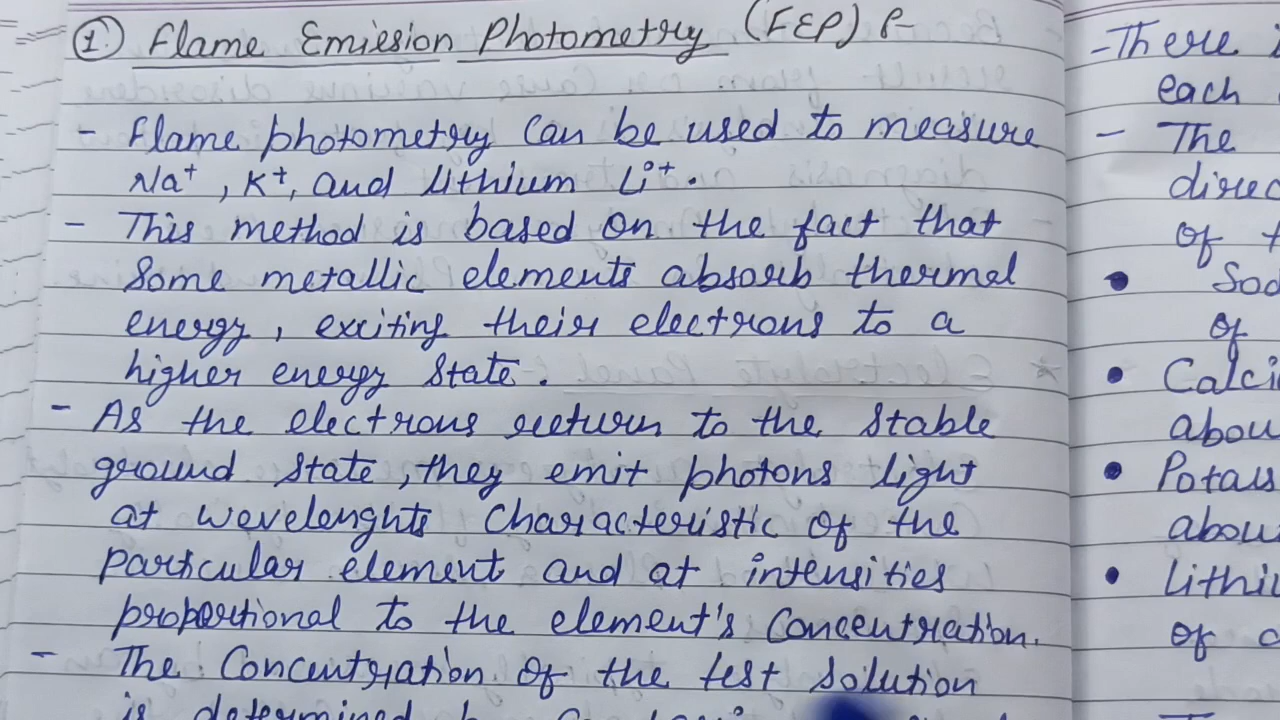 1. Flame Emission Photometry (FEP) :-
- Flame photometry can be used to measure
Na⁺, K⁺, and Lithium Li⁺.
- This method is based on the fact that
Some metallic elements absorb thermal
energy, exciting their electrons to a
higher energy state.
- As the electrons return to the Stable
ground state, they emit photons light
at wavelenghts Characteristic of the
particular element and at intensities
proportional to the element's Concentration.
- The Concentration of the test solution
is determined
- There
each
- The
direc
of
• Sod
of
• Calci
abou
• Potas
abou
• Lithiu
of